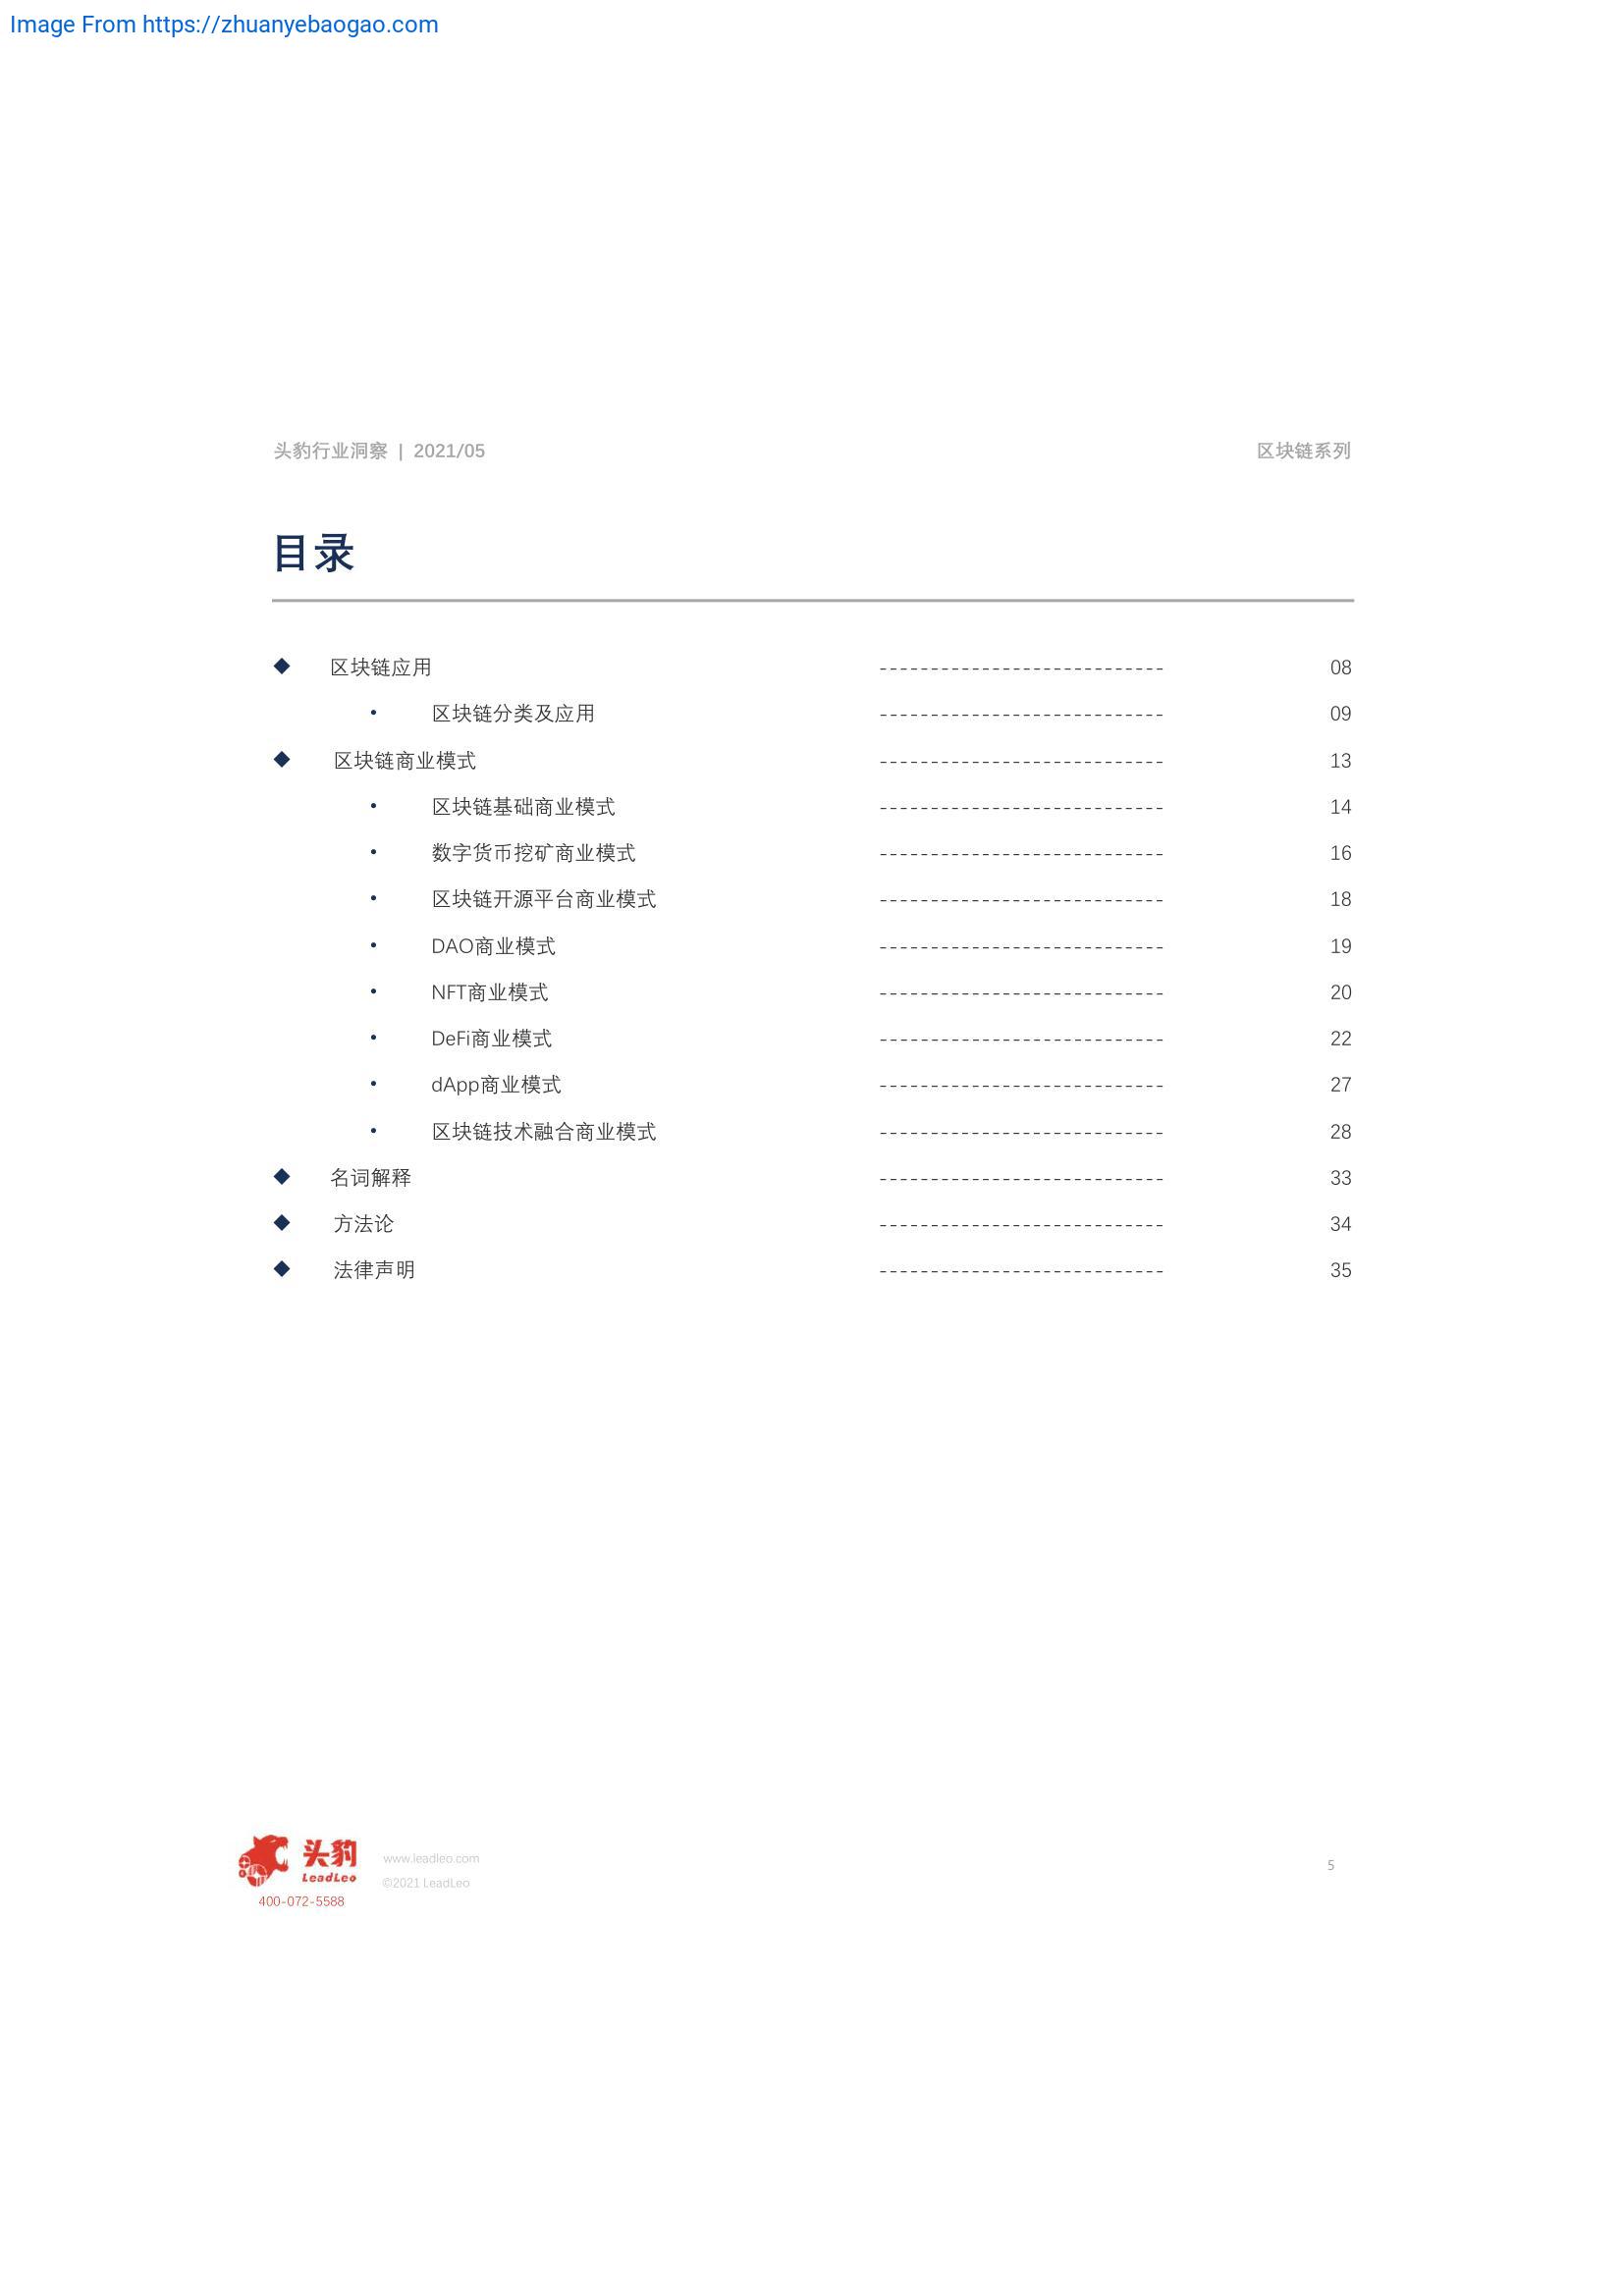 Image From https://zhuanyebaogao.com
头豹行业洞察 | 2021/05 区块链系列
目录
◆ 区块链应用 ---------------------------- 08
• 区块链分类及应用 ---------------------------- 09
◆ 区块链商业模式 ---------------------------- 13
• 区块链基础商业模式 ---------------------------- 14
• 数字货币挖矿商业模式 ---------------------------- 16
• 区块链开源平台商业模式 ---------------------------- 18
• DAO商业模式 ---------------------------- 19
• NFT商业模式 ---------------------------- 20
• DeFi商业模式 ---------------------------- 22
• dApp商业模式 ---------------------------- 27
• 区块链技术融合商业模式 ---------------------------- 28
◆ 名词解释 ---------------------------- 33
◆ 方法论 ---------------------------- 34
◆ 法律声明 ---------------------------- 35
头豹
LeadLeo
400-072-5588
www.leadleo.com
©2021 LeadLeo
5